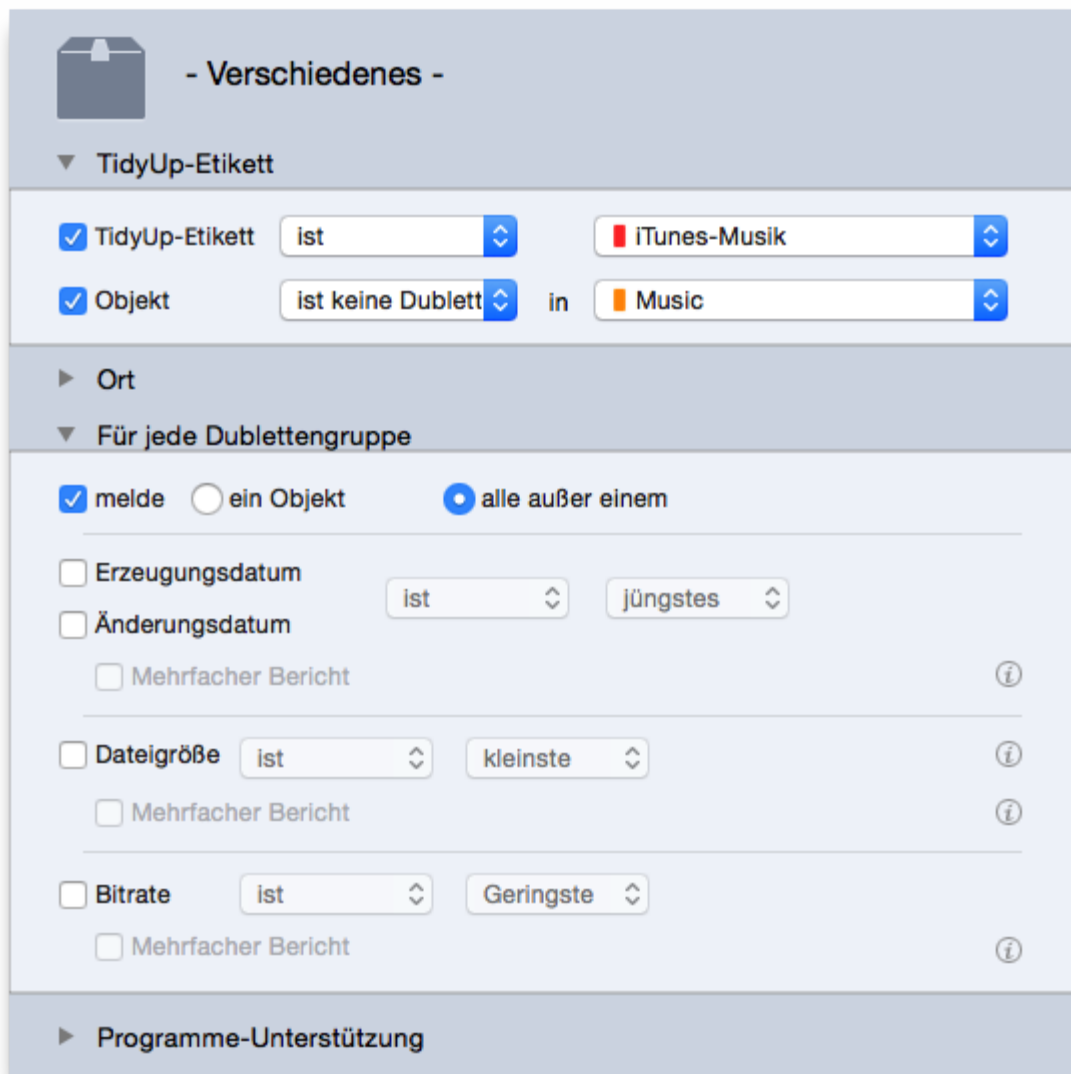 - Verschiedenes -
TidyUp-Etikett
TidyUp-Etikett ist iTunes-Musik
Objekt ist keine Dublett in Music
Ort
Für jede Dublettengruppe
melde ein Objekt alle außer einem
Erzeugungsdatum
ist jüngstes
Änderungsdatum
Mehrfacher Bericht
Dateigröße ist kleinste
Mehrfacher Bericht
Bitrate ist Geringste
Mehrfacher Bericht
Programme-Unterstützung